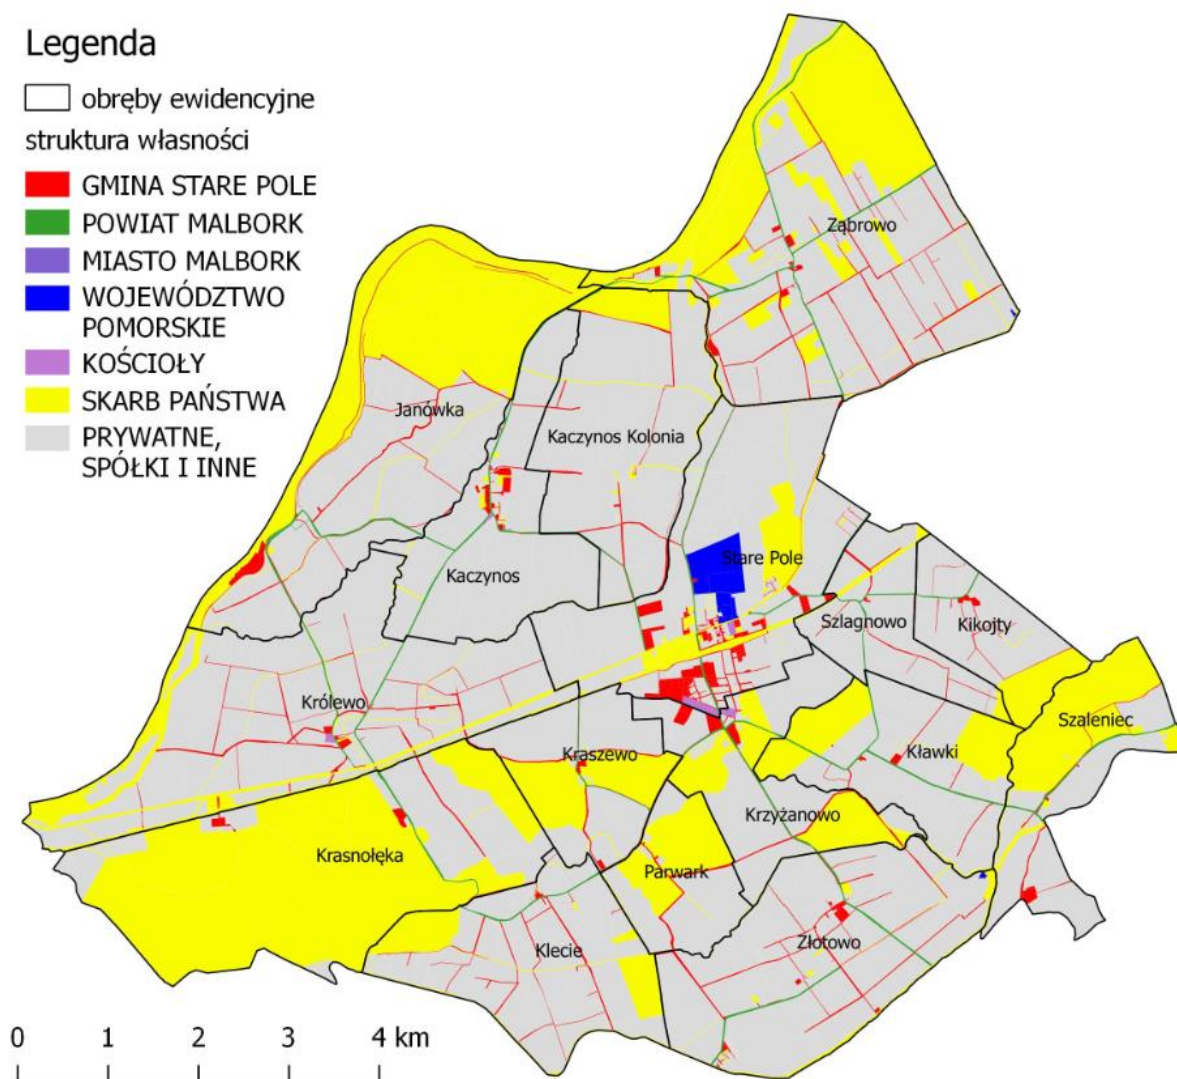 Legenda
obręby ewidencyjne
struktura własności
GMINA STARE POLE
POWIAT MALBORK
MIASTO MALBORK
WOJEWÓDZTWO
POMORSKIE
KOŚCIOŁY
SKARB PAŃSTWA
PRYWATNE,
SPÓŁKI I INNE
Ząbrowo
Janówka
Kaczynos Kolonia
Kaczynos
Stare Pole
Szlagnowo
Kikojty
Królewo
Szaleniec
Kraszewo
Kławki
Krzyżanowo
Krasnołęka
Parwark
Klecie
Złotowo
0 1 2 3 4 km